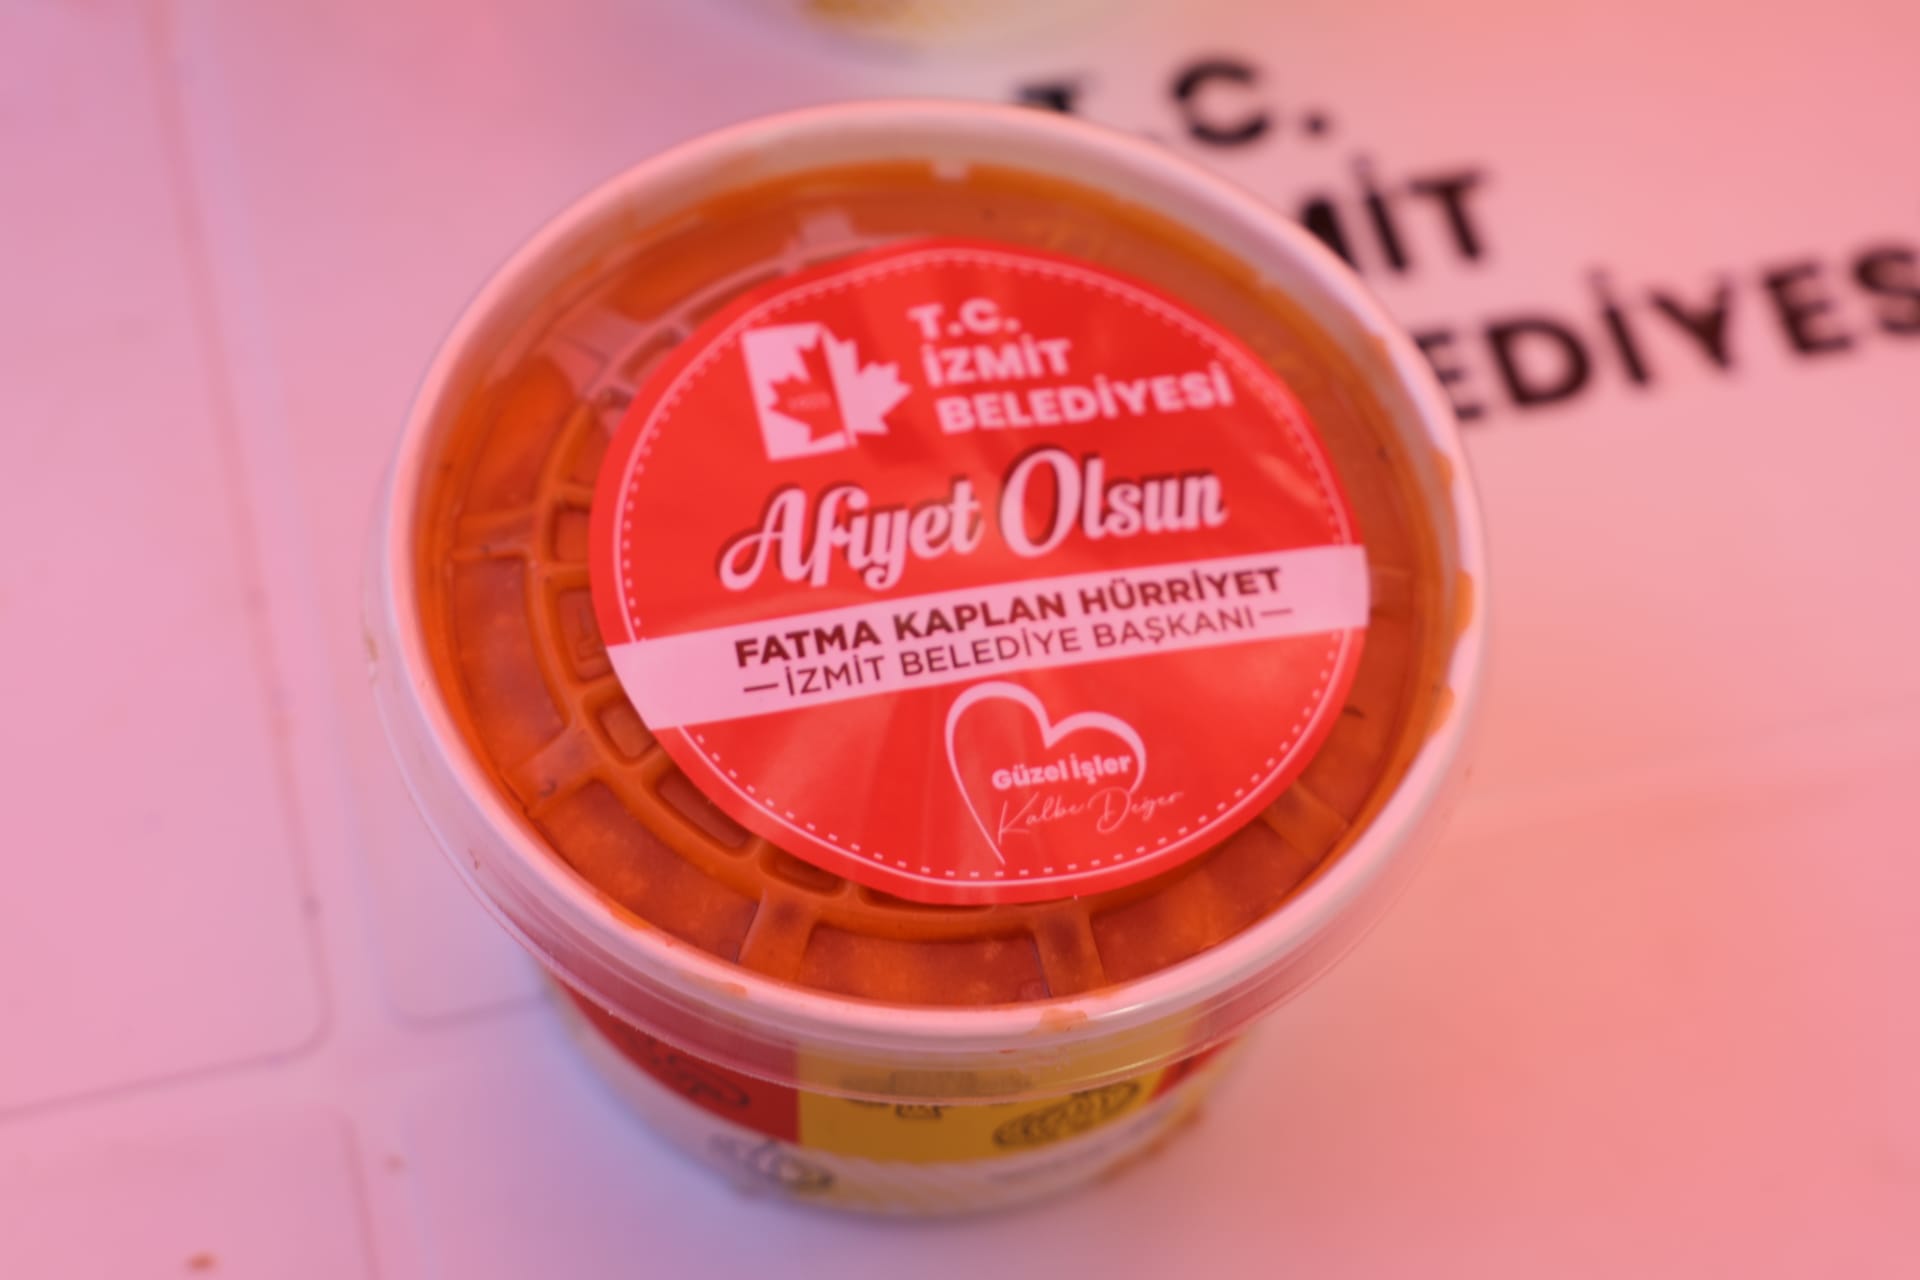 T.C.
İZMİT
BELEDİYESİ
Afiyet Olsun
FATMA KAPLAN HÜRRİYET
—İZMİT BELEDİYE BAŞKANI—
Güzel İşler
Kalbe Değer
T.C.
MİT
EDİYES